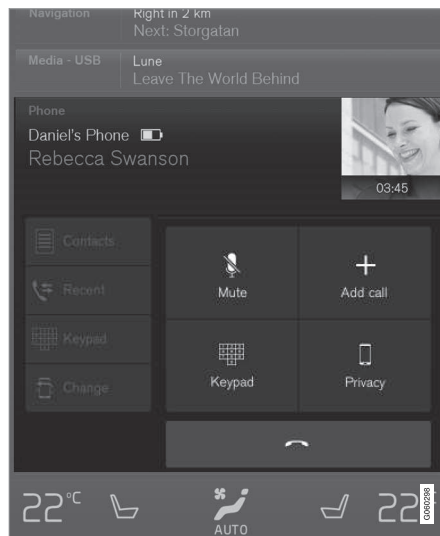 Navigation
Right in 2 km
Next: Storgatan
Media - USB
Lune
Leave The World Behind
Phone
Daniel's Phone
Rebecca Swanson
03:45
Contacts
Recent
Keypad
Change
Mute
Add call
Keypad
Privacy
22°C
AUTO
22°
G060298